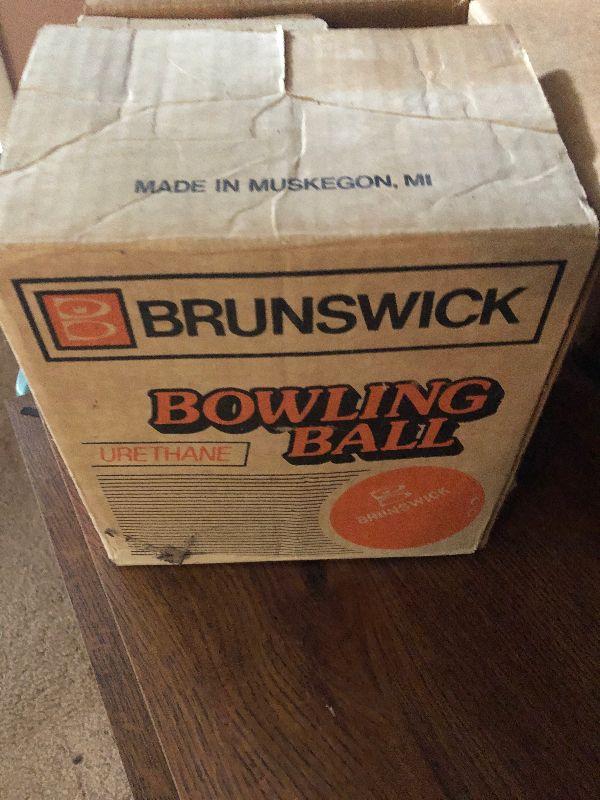 MADE IN MUSKEGON, MI
BRUNSWICK
BOWLING
BALL
URETHANE
BRUNSWICK